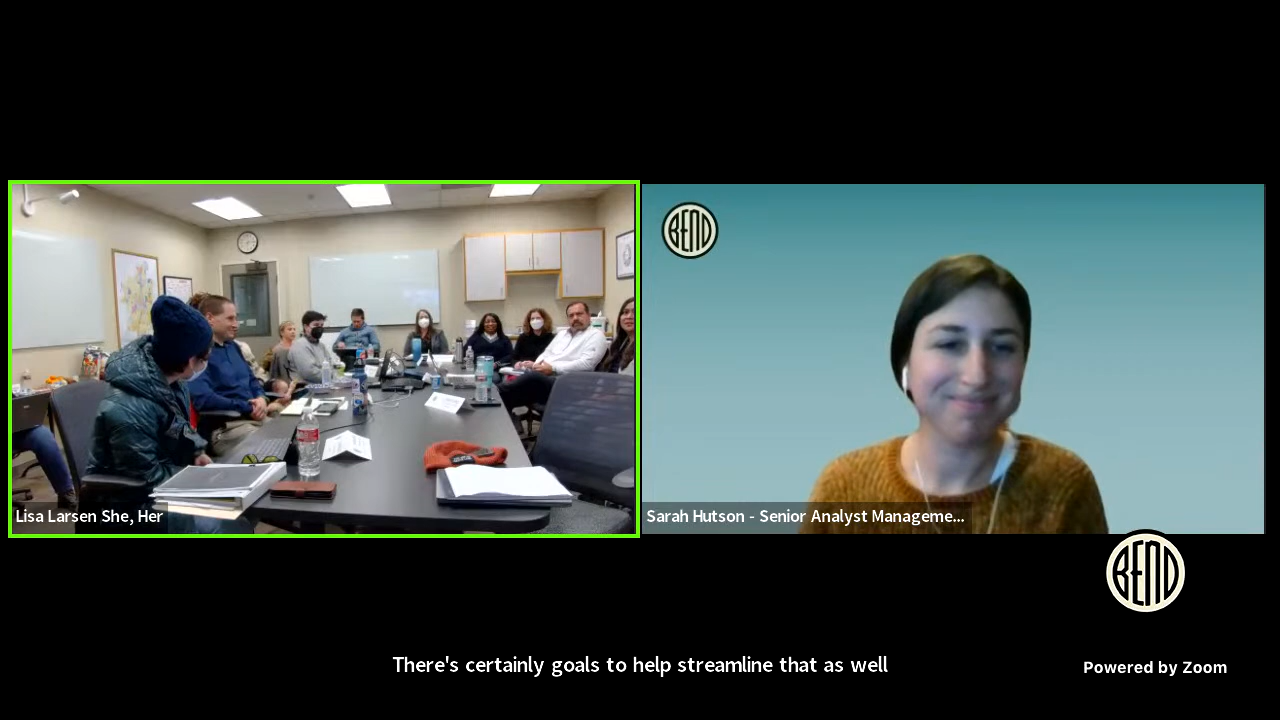 BEND
Lisa Larsen She, Her
Sarah Hutson - Senior Analyst Manageme...
BEND
There's certainly goals to help streamline that as well
Powered by Zoom